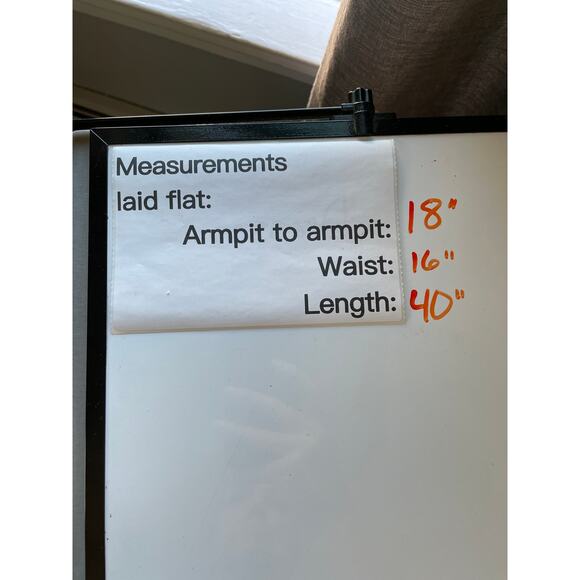 Measurements
laid flat:
Armpit to armpit: 18"
Waist: 16"
Length: 40"